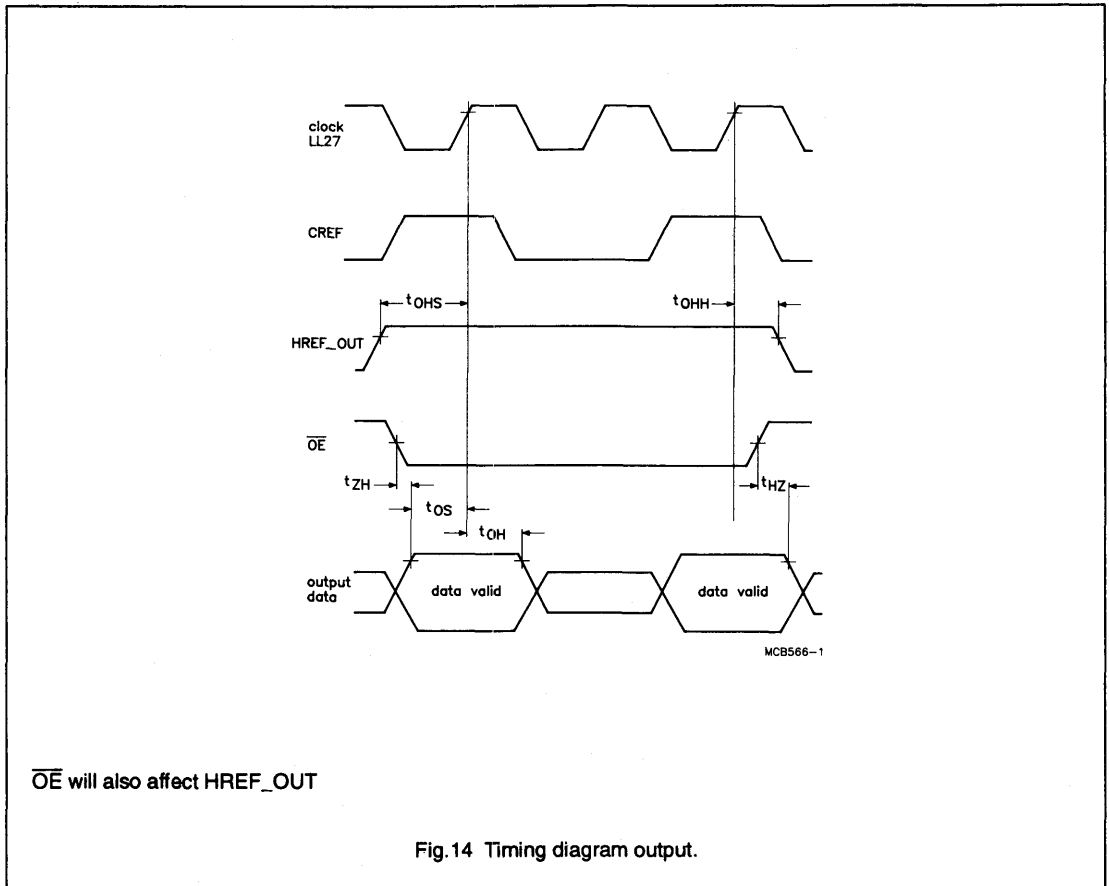 clock
LL27
CREF
tOHS
tOHH
HREF_OUT
OE
tZH
tHZ
tOS
tOH
output
data
data valid
data valid
MCB566-1
OE will also affect HREF_OUT
Fig.14 Timing diagram output.